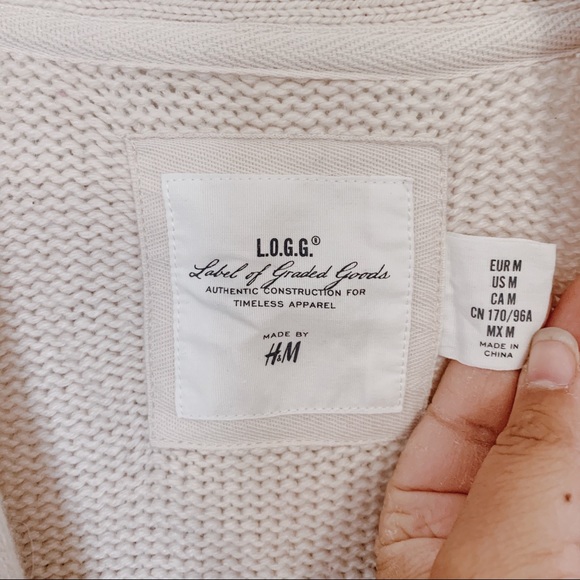 L.O.G.G.®
Label of Graded Goods
AUTHENTIC CONSTRUCTION FOR
TIMELESS APPAREL
MADE BY
H&M
EUR M
US M
CA M
CN 170/96A
MX M
MADE IN
CHINA